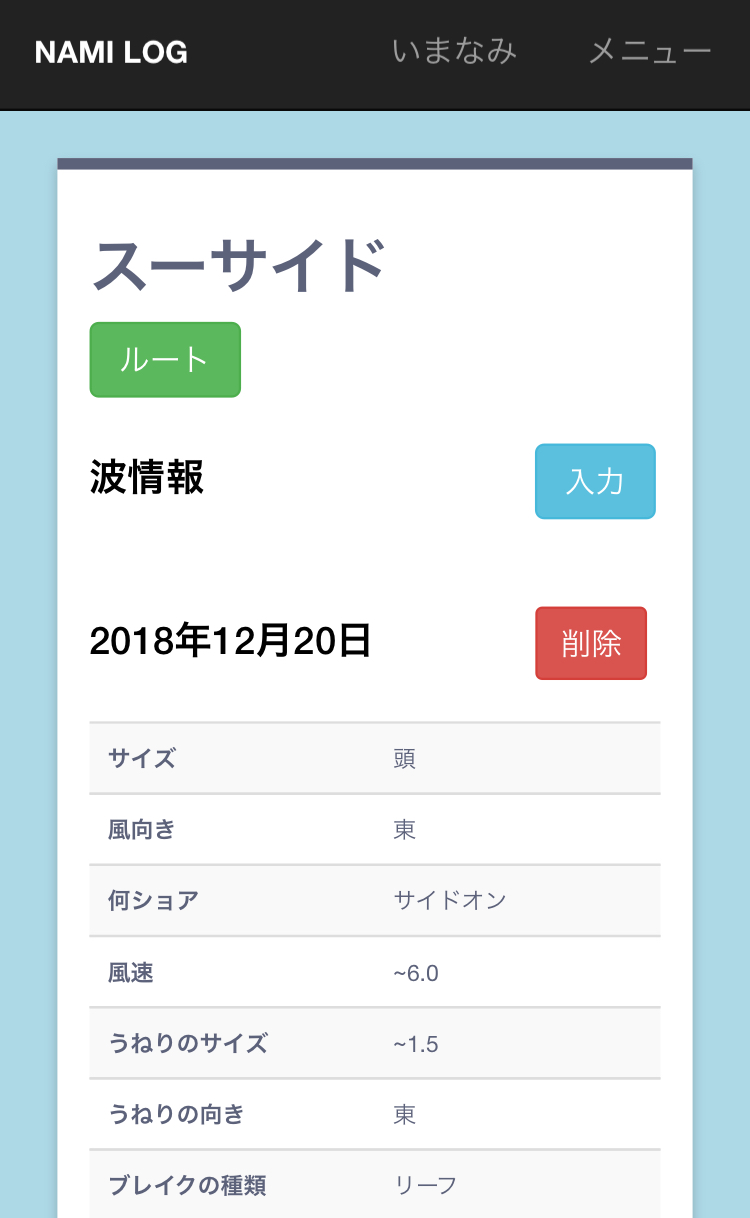 NAMI LOG いまなみ メニュー
スーサイド
ルート
波情報 入力
2018年12月20日 削除
サイズ 頭
風向き 東
何ショア サイドオン
風速 ~6.0
うねりのサイズ ~1.5
うねりの向き 東
ブレイクの種類 リーフ